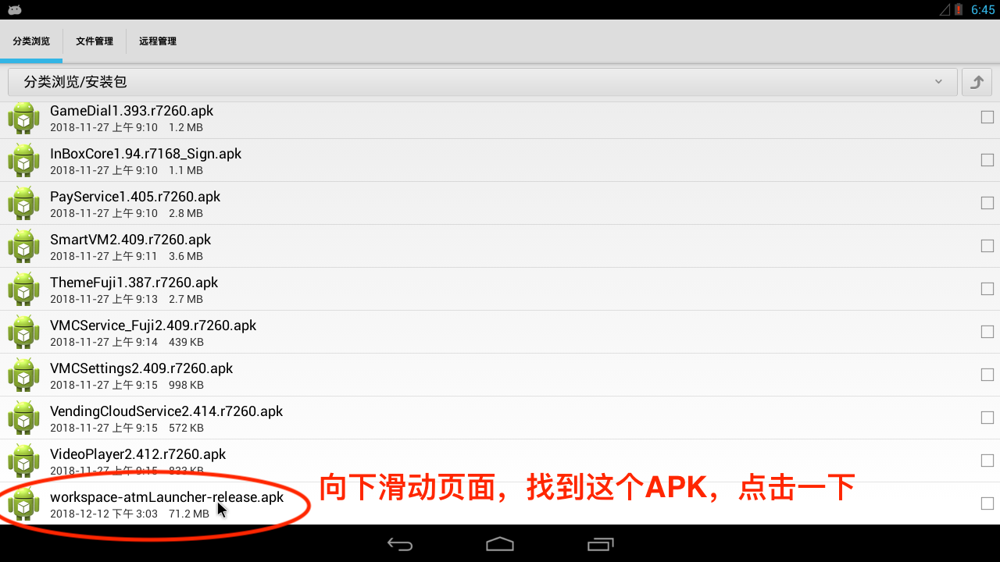 6:45
分类浏览 文件管理 远程管理
分类浏览/安装包
GameDial1.393.r7260.apk
2018-11-27 上午 9:10 1.2 MB
InBoxCore1.94.r7168_Sign.apk
2018-11-27 上午 9:10 1.1 MB
PayService1.405.r7260.apk
2018-11-27 上午 9:10 2.8 MB
SmartVM2.409.r7260.apk
2018-11-27 上午 9:11 3.6 MB
ThemeFuji1.387.r7260.apk
2018-11-27 上午 9:13 2.7 MB
VMCService_Fuji2.409.r7260.apk
2018-11-27 上午 9:14 439 KB
VMCSettings2.409.r7260.apk
2018-11-27 上午 9:15 998 KB
VendingCloudService2.414.r7260.apk
2018-11-27 上午 9:15 572 KB
VideoPlayer2.412.r7260.apk
2018-11-27 上午 9:15 833 KB
向下滑动页面，找到这个APK，点击一下
workspace-atmLauncher-release.apk
2018-12-12 下午 3:03 71.2 MB